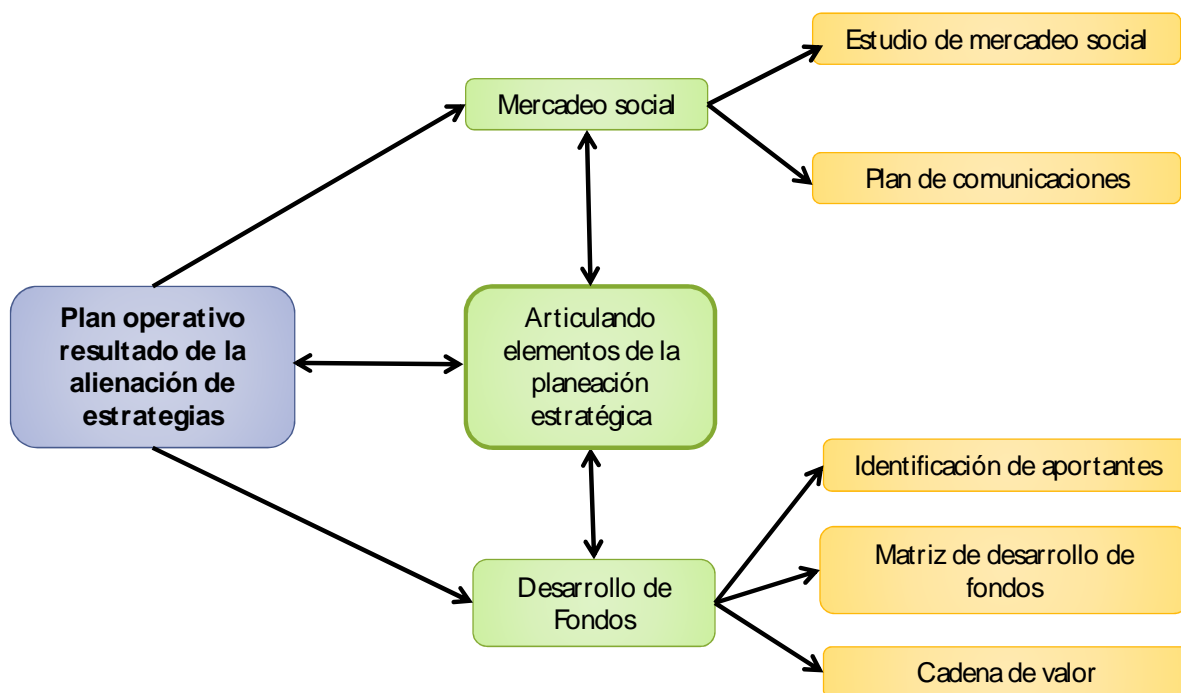 Estudio de mercadeo social
Mercadeo social
Plan de comunicaciones
Plan operativo
resultado de la
alienación de
estrategias
Articulando
elementos de la
planeación
estratégica
Identificación de aportantes
Matriz de desarrollo de
fondos
Desarrollo de
Fondos
Cadena de valor